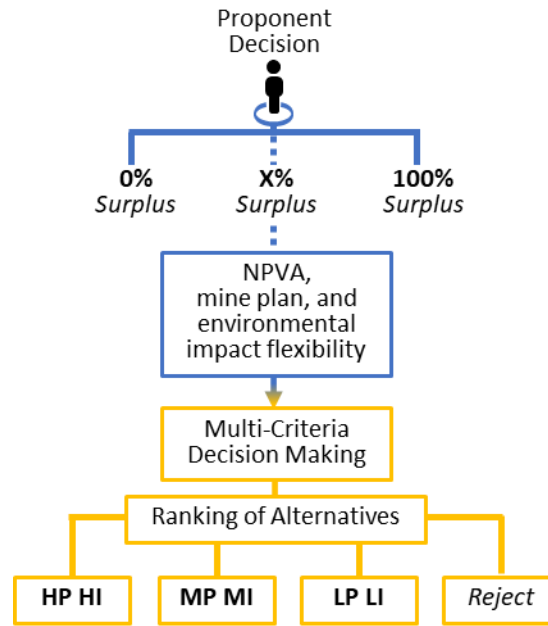 Proponent
Decision
0% X% 100%
Surplus Surplus Surplus
NPVA,
mine plan, and
environmental
impact flexibility
Multi-Criteria
Decision Making
Ranking of Alternatives
HP HI MP MI LP LI Reject